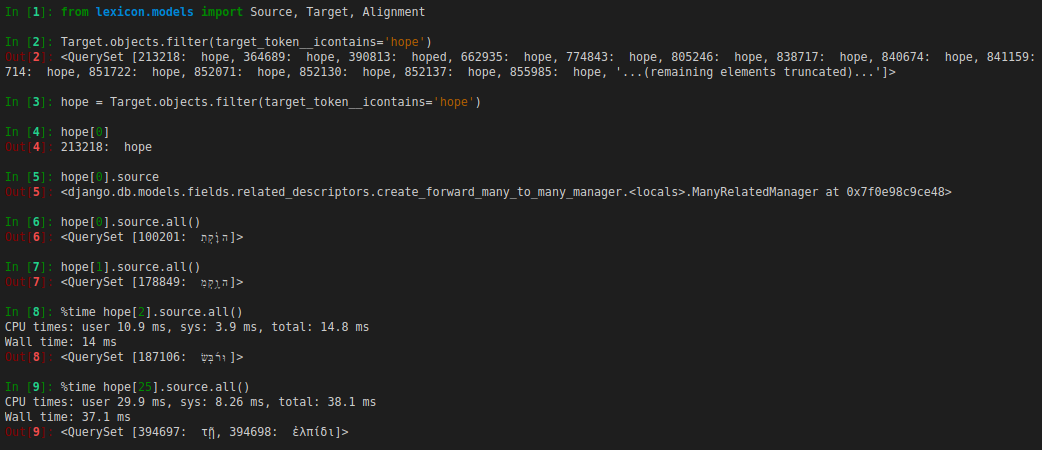 In [1]: from lexicon.models import Source, Target, Alignment
In [2]: Target.objects.filter(target_token__icontains='hope')
Out[2]: <QuerySet [213218:  hope, 364689:  hope, 390813:  hoped, 662935:  hope, 774843:  hope, 805246:  hope, 838717:  hope, 840674:  hope, 841159:
714:  hope, 851722:  hope, 852071:  hope, 852130:  hope, 852137:  hope, 855985:  hope, '...(remaining elements truncated)...']>
In [3]: hope = Target.objects.filter(target_token__icontains='hope')
In [4]: hope[0]
Out[4]: 213218:  hope
In [5]: hope[0].source
Out[5]: <django.db.models.fields.related_descriptors.create_forward_many_to_many_manager.<locals>.ManyRelatedManager at 0x7f0e98c9ce48>
In [6]: hope[0].source.all()
Out[6]: <QuerySet [100201:  ]>
In [7]: hope[1].source.all()
Out[7]: <QuerySet [178849:  ]>
In [8]: %time hope[2].source.all()
CPU times: user 10.9 ms, sys: 3.9 ms, total: 14.8 ms
Wall time: 14 ms
Out[8]: <QuerySet [187106:  ]>
In [9]: %time hope[25].source.all()
CPU times: user 29.9 ms, sys: 8.26 ms, total: 38.1 ms
Wall time: 37.1 ms
Out[9]: <QuerySet [394697:  τῇ, 394698:  ἐλπίδι]>